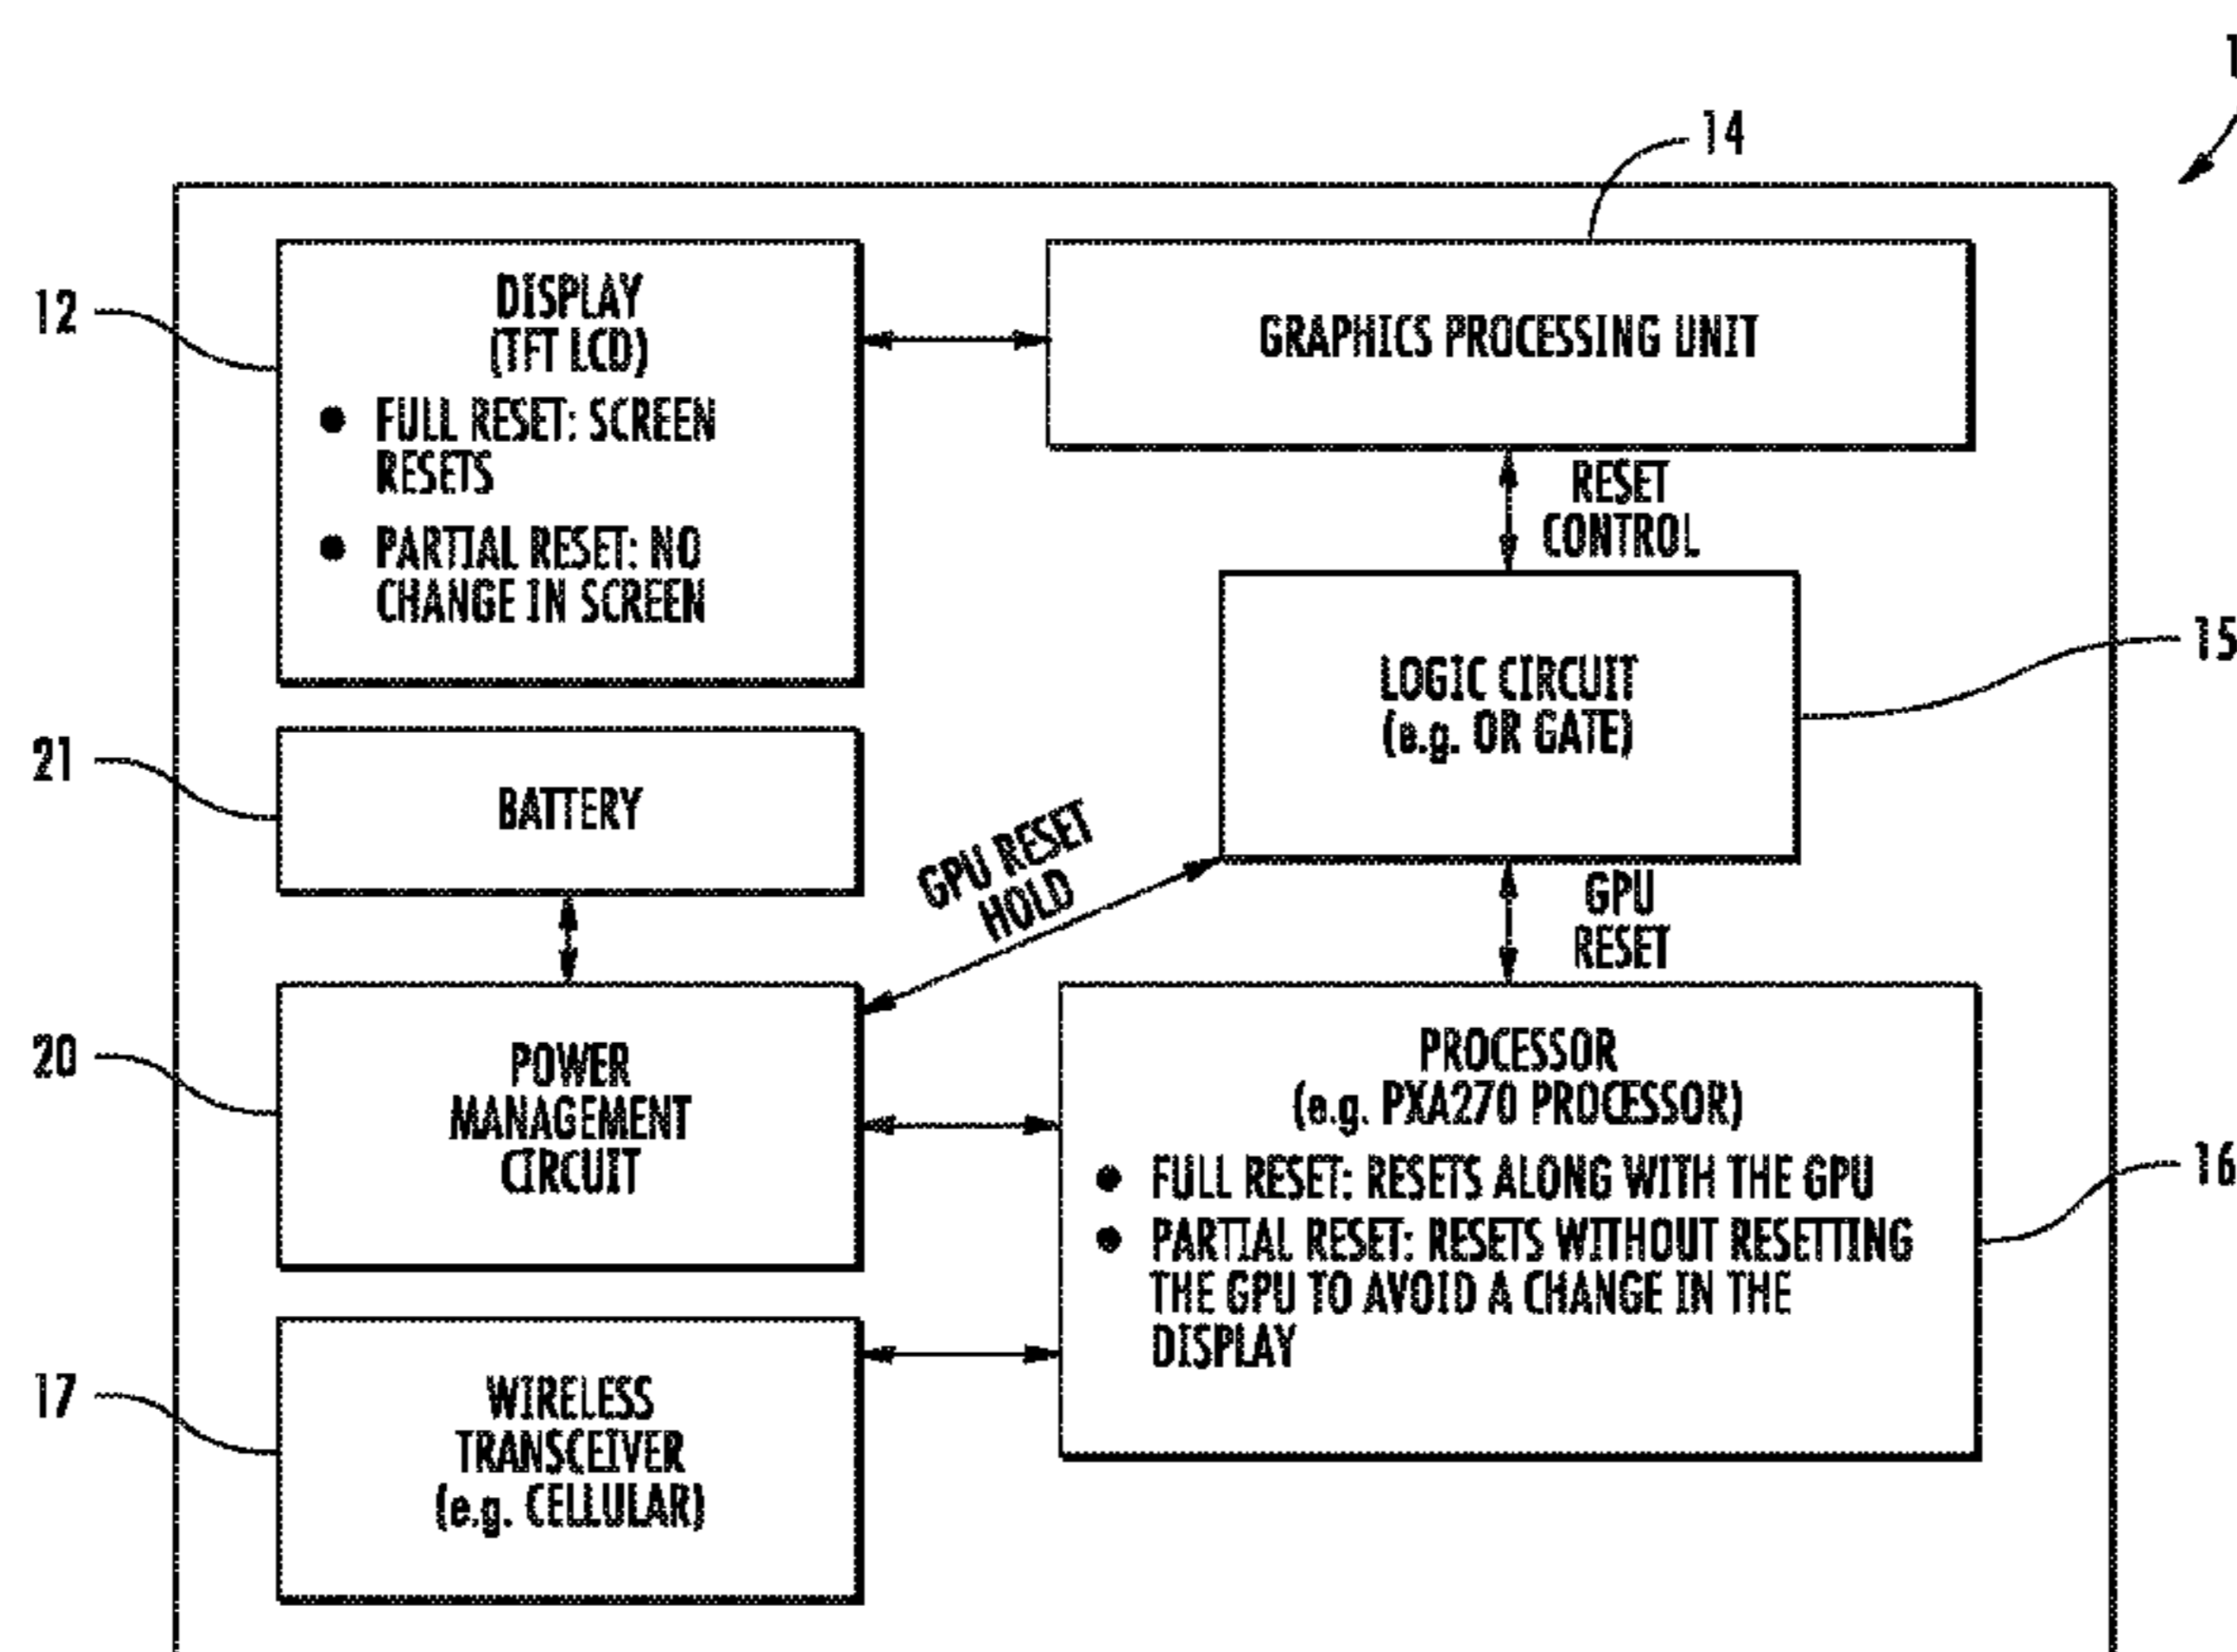 14
12
DISPLAY
(TFT LCD)
● FULL RESET: SCREEN
RESETS
● PARTIAL RESET: NO
CHANGE IN SCREEN
GRAPHICS PROCESSING UNIT
RESET
CONTROL
LOGIC CIRCUIT
(e.g. OR GATE)
15
21
BATTERY
GPU RESET
HOLD
GPU
RESET
20
POWER
MANAGEMENT
CIRCUIT
PROCESSOR
(e.g. PXA270 PROCESSOR)
● FULL RESET: RESETS ALONG WITH THE GPU
● PARTIAL RESET: RESETS WITHOUT RESETTING
THE GPU TO AVOID A CHANGE IN THE
DISPLAY
16
17
WIRELESS
TRANSCEIVER
(e.g. CELLULAR)